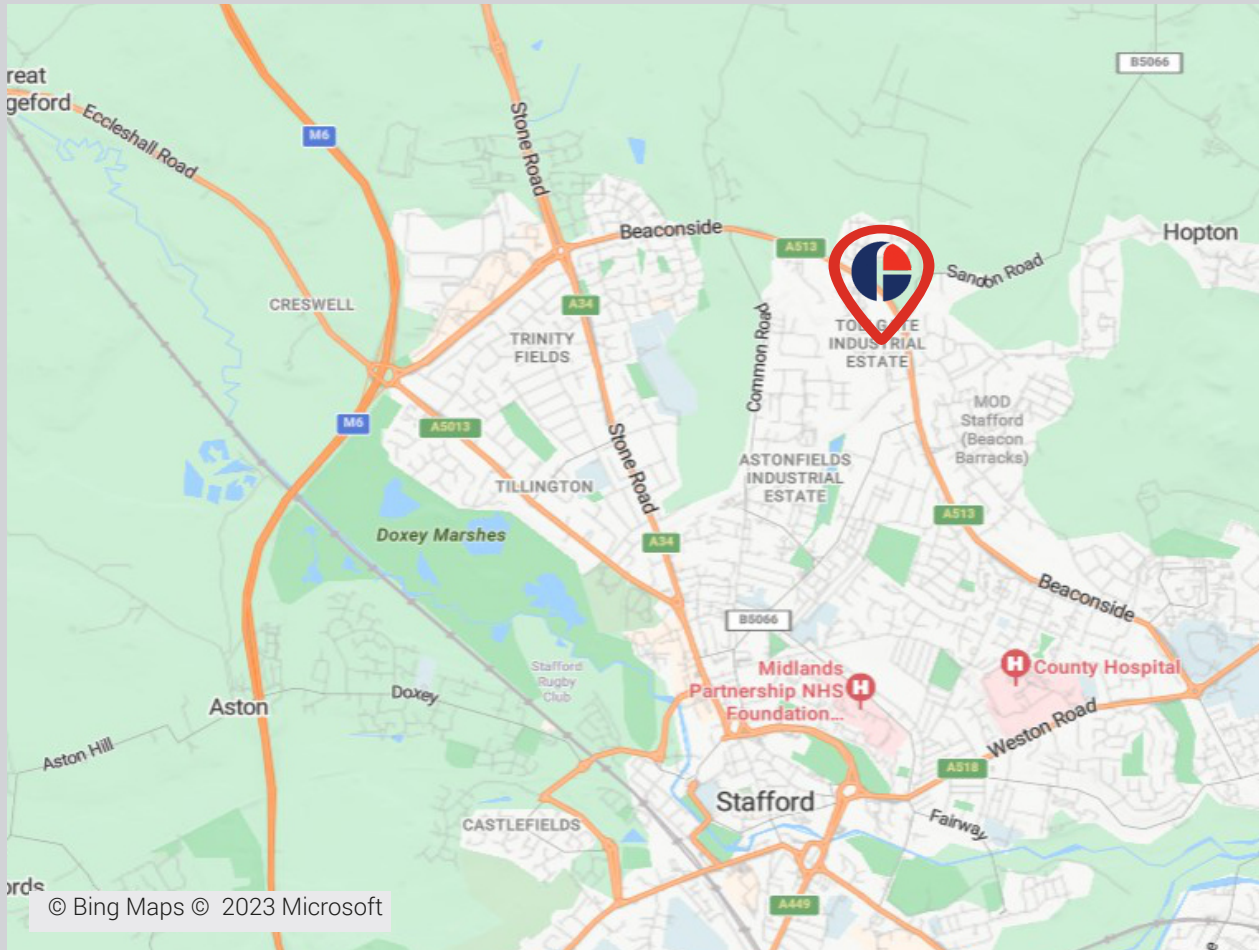 B5066
reat
geford
Eccleshall Road
M6
Stone Road
Beaconside
A513
Hopton
Sandon Road
CRESWELL
A34
TRINITY
FIELDS
Common Road
INDUSTRIAL
ESTATE
M6
A5013
MOD
Stafford
(Beacon
Barracks)
Stone Road
ASTONFIELDS
INDUSTRIAL
ESTATE
TILLINGTON
A513
Doxey Marshes
A34
Beaconside
B5066
Stafford
Rugby
Club
Midlands
Partnership NHS
Foundation...
H
H
County Hospital
Doxey
Aston
Weston Road
Aston Hill
A518
Stafford
Fairway
CASTLEFIELDS
ords
© Bing Maps © 2023 Microsoft
A449